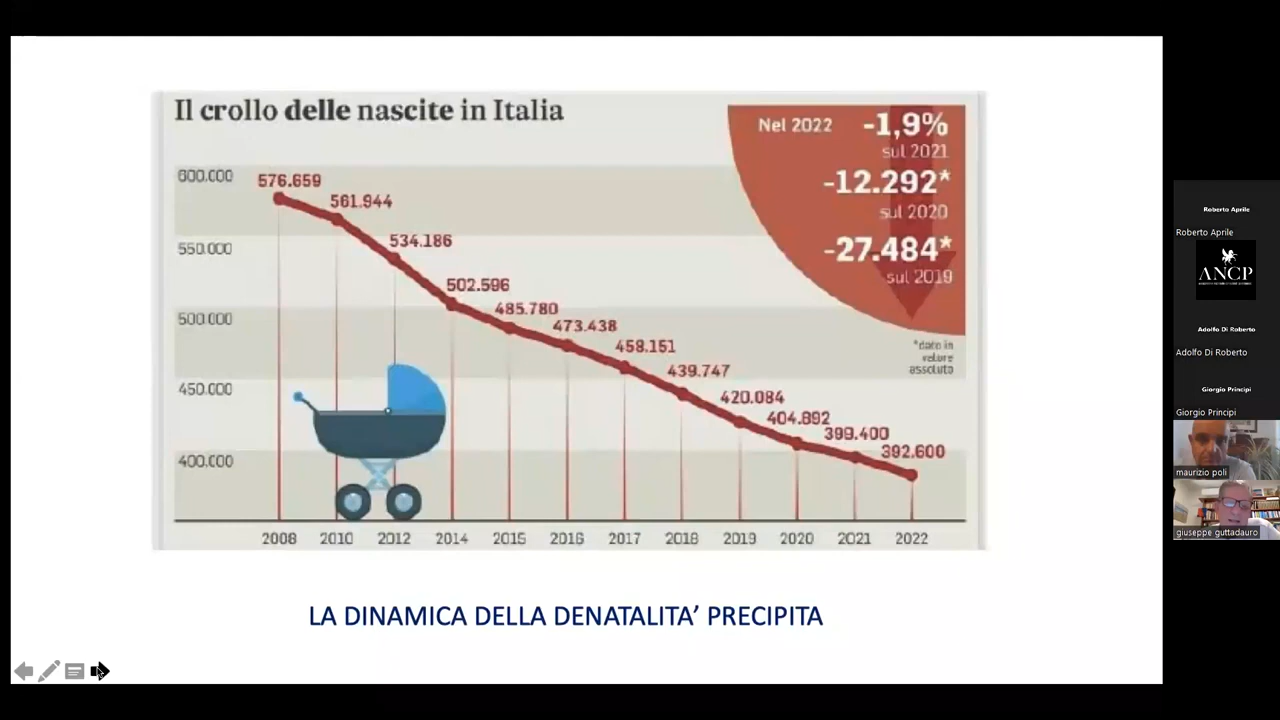 Il crollo delle nascite in Italia
Nel 2022 -1,9%
sul 2021
-12.292*
sul 2020
-27.484*
sul 2019
*dato in
valore
assoluto
600.000
550.000
500.000
450.000
400.000
576.659
561.944
534.186
502.596
485.780
473.438
458.151
439.747
420.084
404.892
399.400
392.600
2008 2010 2012 2014 2015 2016 2017 2018 2019 2020 2021 2022
LA DINAMICA DELLA DENATALITA’ PRECIPITA
Roberto Aprile
Roberto Aprile
ANCP
Adolfo Di Roberto
Adolfo Di Roberto
Giorgio Principi
Giorgio Principi
maurizio poli
giuseppe guttadauro